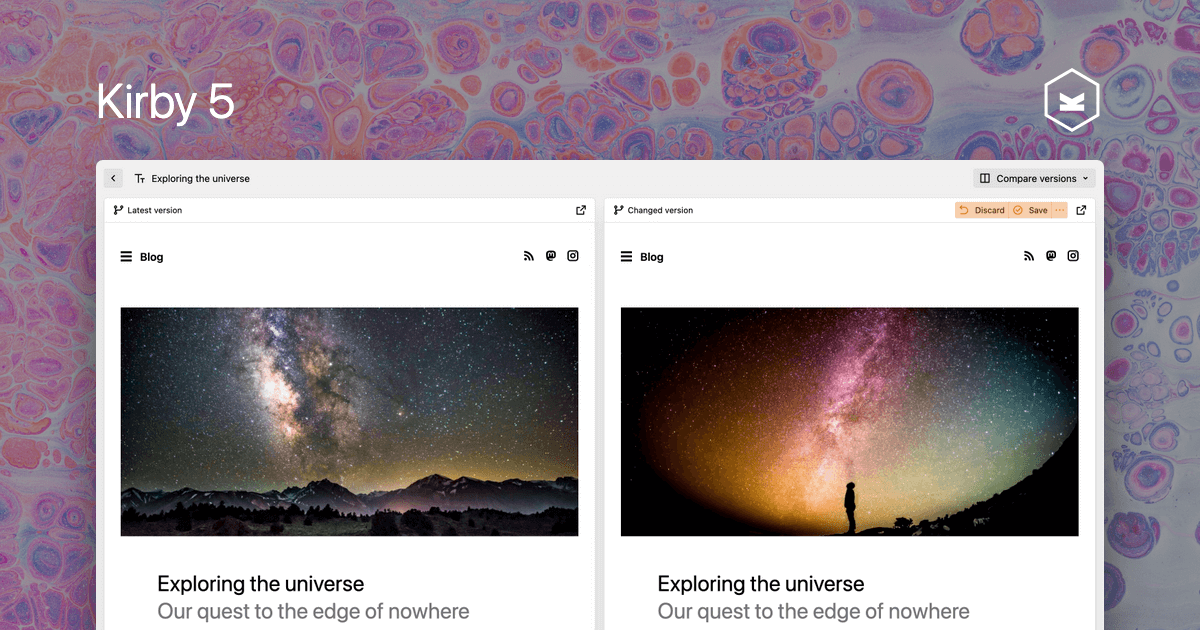 Kirby 5
Exploring the universe
Compare versions
Latest version
Changed version
Discard
Save
Blog
Blog
Exploring the universe
Our quest to the edge of nowhere
Exploring the universe
Our quest to the edge of nowhere